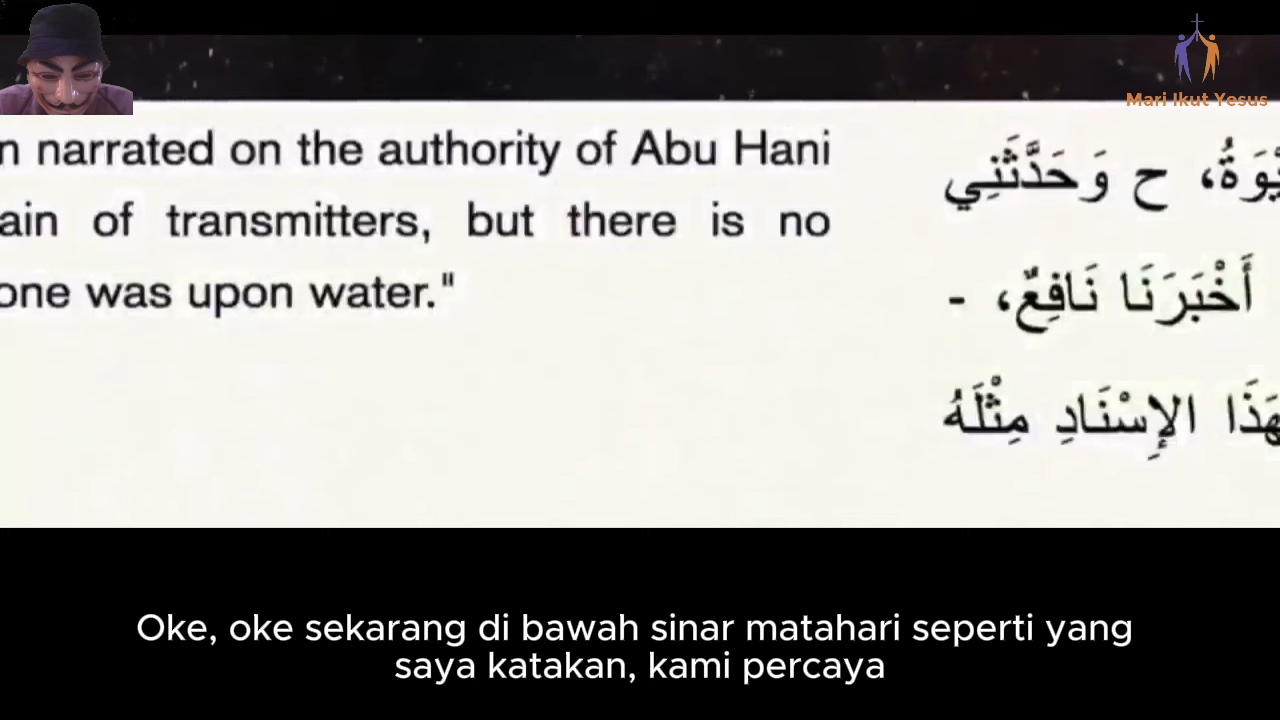 Mari Ikut Yesus
n narrated on the authority of Abu Hani
ain of transmitters, but there is no
one was upon water."
يْوَةُ، ح وَحَدَّثَنِي
أَخْبَرَنَا نَافِعٌ، -
هَذَا الإِسْنَادِ مِثْلَهُ
Oke, oke sekarang di bawah sinar matahari seperti yang
saya katakan, kami percaya